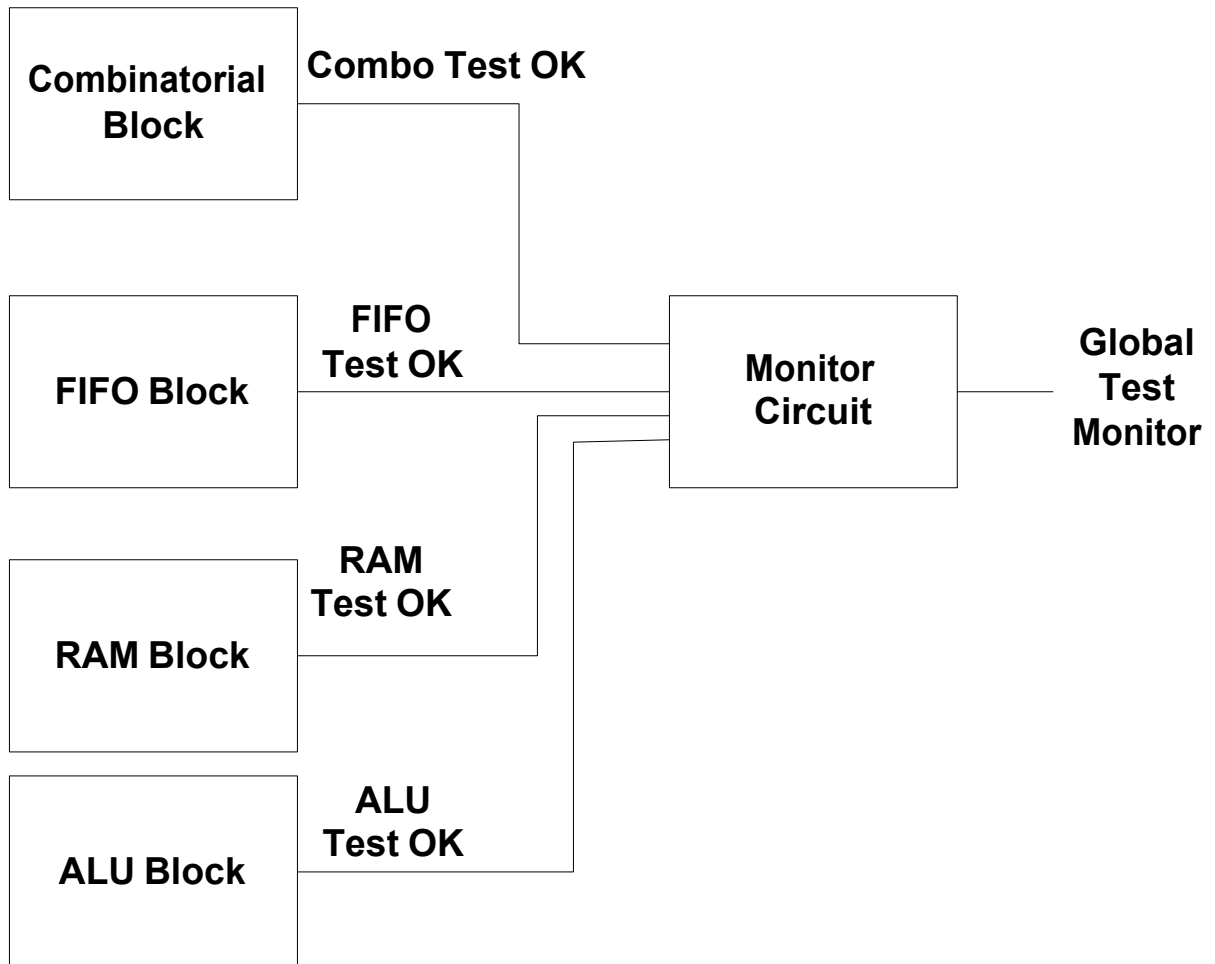 Combinatorial
Block
Combo Test OK
FIFO Block
FIFO
Test OK
Monitor
Circuit
Global
Test
Monitor
RAM Block
RAM
Test OK
ALU Block
ALU
Test OK